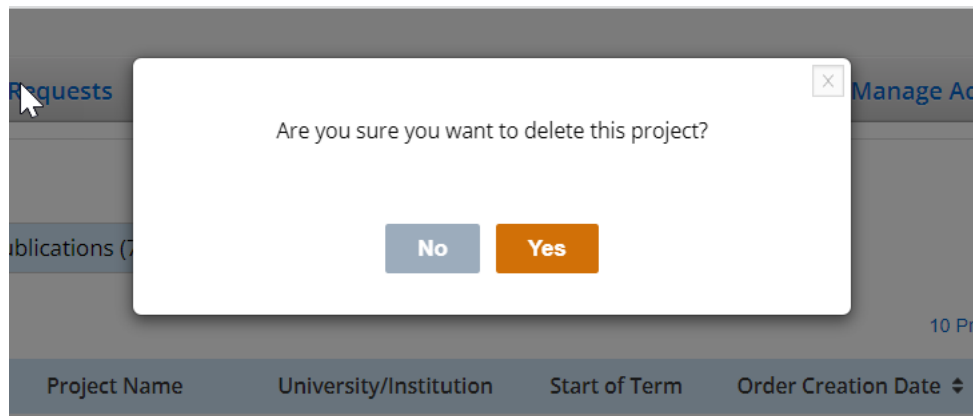 Requests
Manage Ac
X
Are you sure you want to delete this project?
ublications (7
No Yes
10 Pr
Project Name University/Institution Start of Term Order Creation Date